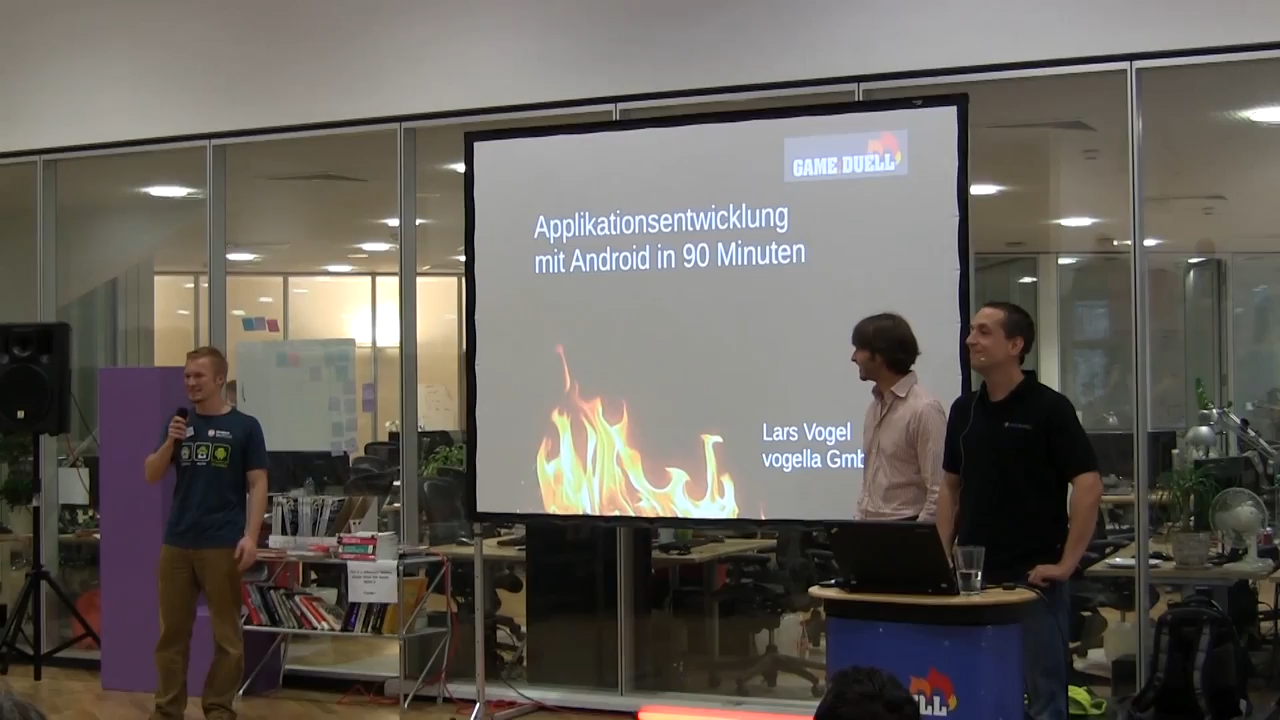 GAME DUELL
Applikationsentwicklung
mit Android in 90 Minuten
Lars Vogel
vogella Gmb